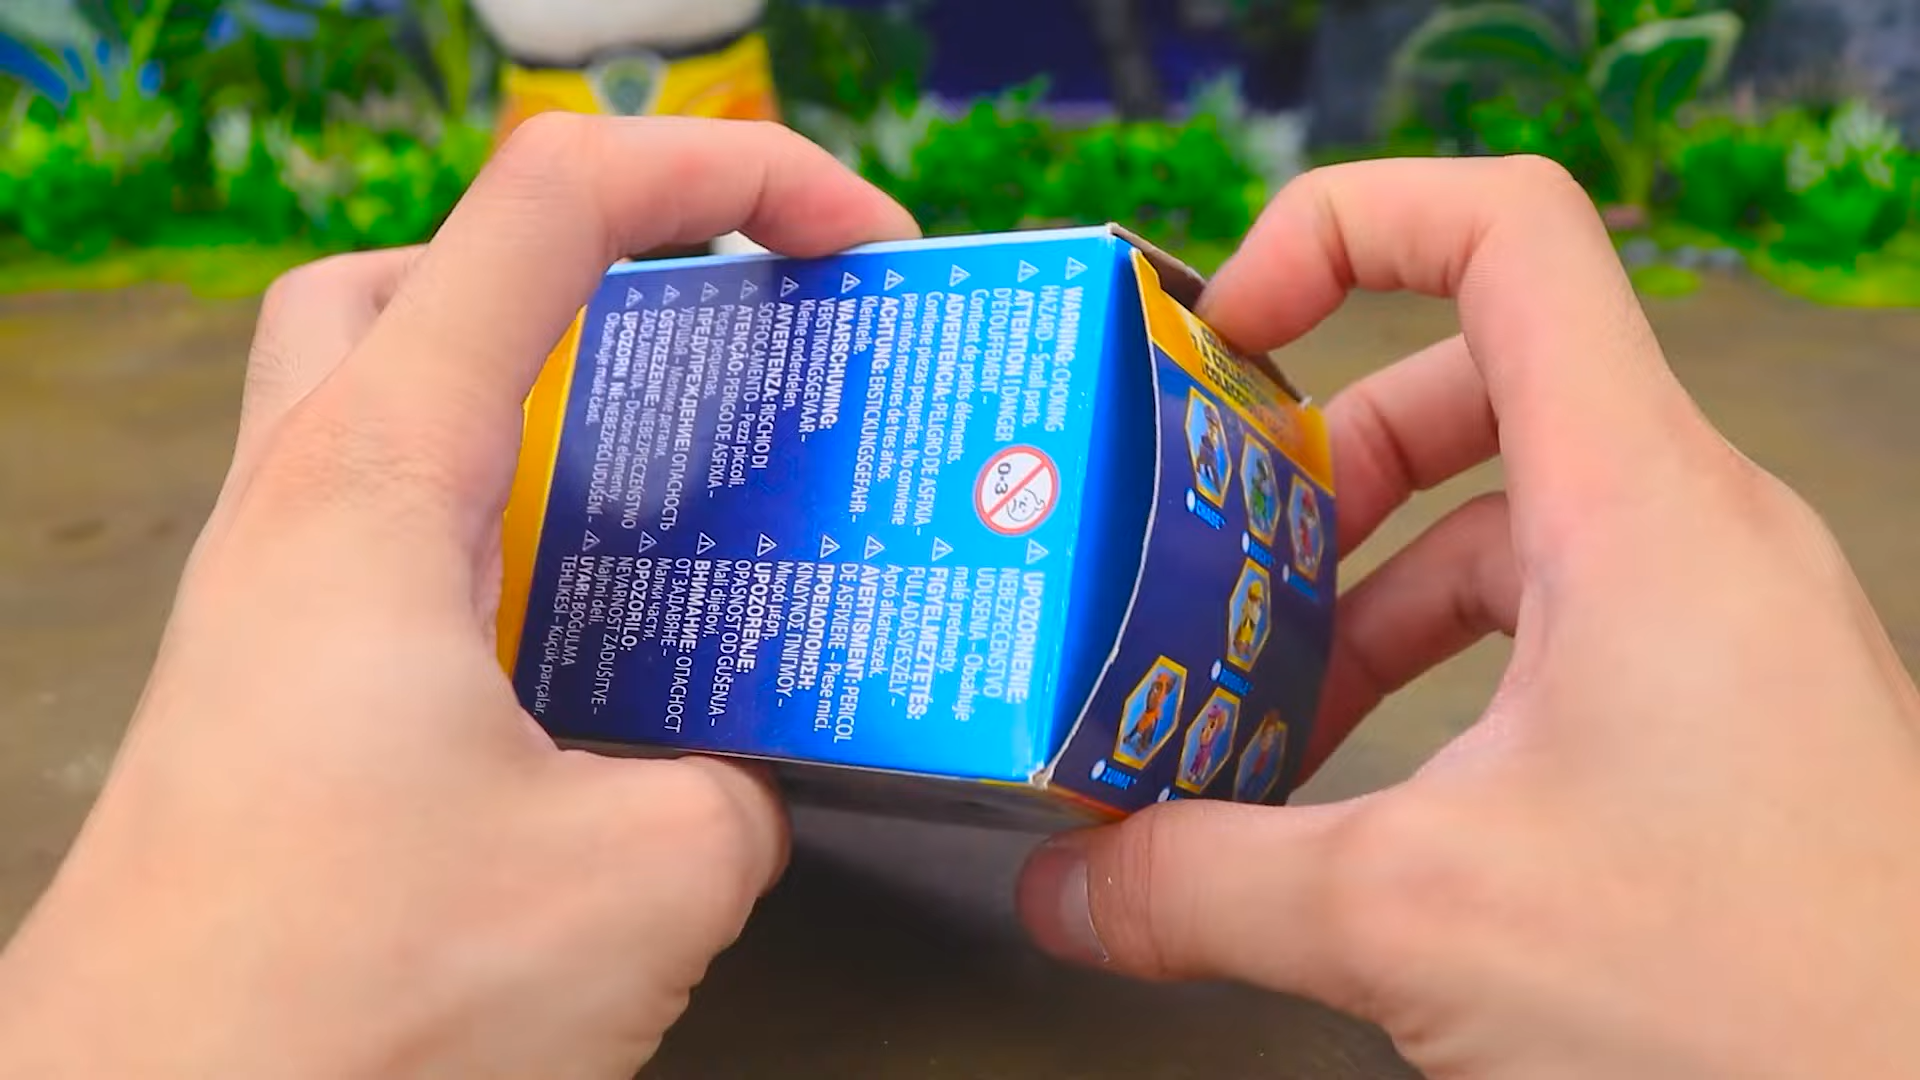 ⚠ WARNING: CHOKING
HAZARD – Small parts.
⚠ ATTENTION ! DANGER
D'ÉTOUFFEMENT –
Contient de petits éléments.
⚠ ADVERTENCIA: PELIGRO DE ASFIXIA –
Contiene piezas pequeñas. No conviene
para niños menores de tres años.
⚠ ACHTUNG: ERSTICKUNGSGEFAHR –
Kleinteile.
⚠ WAARSCHUWING:
VERSTIKKINGSGEVAAR –
Kleine onderdelen.
⚠ AVVERTENZA: RISCHIO DI
SOFFOCAMENTO – Pezzi piccoli.
⚠ ATENÇÃO: PERIGO DE ASFIXIA –
Peças pequenas.
⚠ ПРЕДУПРЕЖДЕНИЕ! ОПАСНОСТЬ
УДУШЬЯ – Мелкие детали.
⚠ OSTRZEŻENIE: NIEBEZPIECZEŃSTWO
ZADŁAWIENIA – Drobne elementy.
⚠ UPOZORNĚNÍ: NEBEZPEČÍ UDUŠENÍ –
Obsahuje malé části.
0-3
⚠ UPOZORNENIE:
NEBEZPEČENSTVO
UDUSENIA – Obsahuje
malé predmety.
⚠ FIGYELMEZTETÉS:
FULLADÁSVESZÉLY –
Apró alkatrészek.
⚠ AVERTISMENT: PERICOL
DE ASFIXIERE – Piese mici.
⚠ ΠΡΟΕΙΔΟΠΟΙΗΣΗ:
ΚΙΝΔΥΝΟΣ ΠΝΙΓΜΟΥ –
Μικρά μέρη.
⚠ UPOZORENJE:
OPASNOST OD GUŠENJA –
Mali dijelovi.
⚠ ВНИМАНИЕ: ОПАСНОСТ
ОТ ЗАДАВЯНЕ –
Малки части.
⚠ OPOZORILO:
NEVARNOST ZADUŠITVE –
Majhni deli.
⚠ UYARI: BOĞULMA
TEHLİKESİ – Küçük parçalar.
CHASE™
ZUMA™